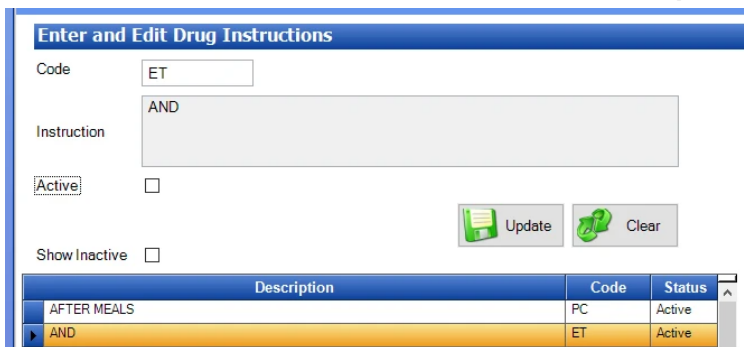 Enter and Edit Drug Instructions
Code
ET
AND
Instruction
Active
Update
Clear
Show Inactive
Description Code Status
AFTER MEALS PC Active
AND ET Active